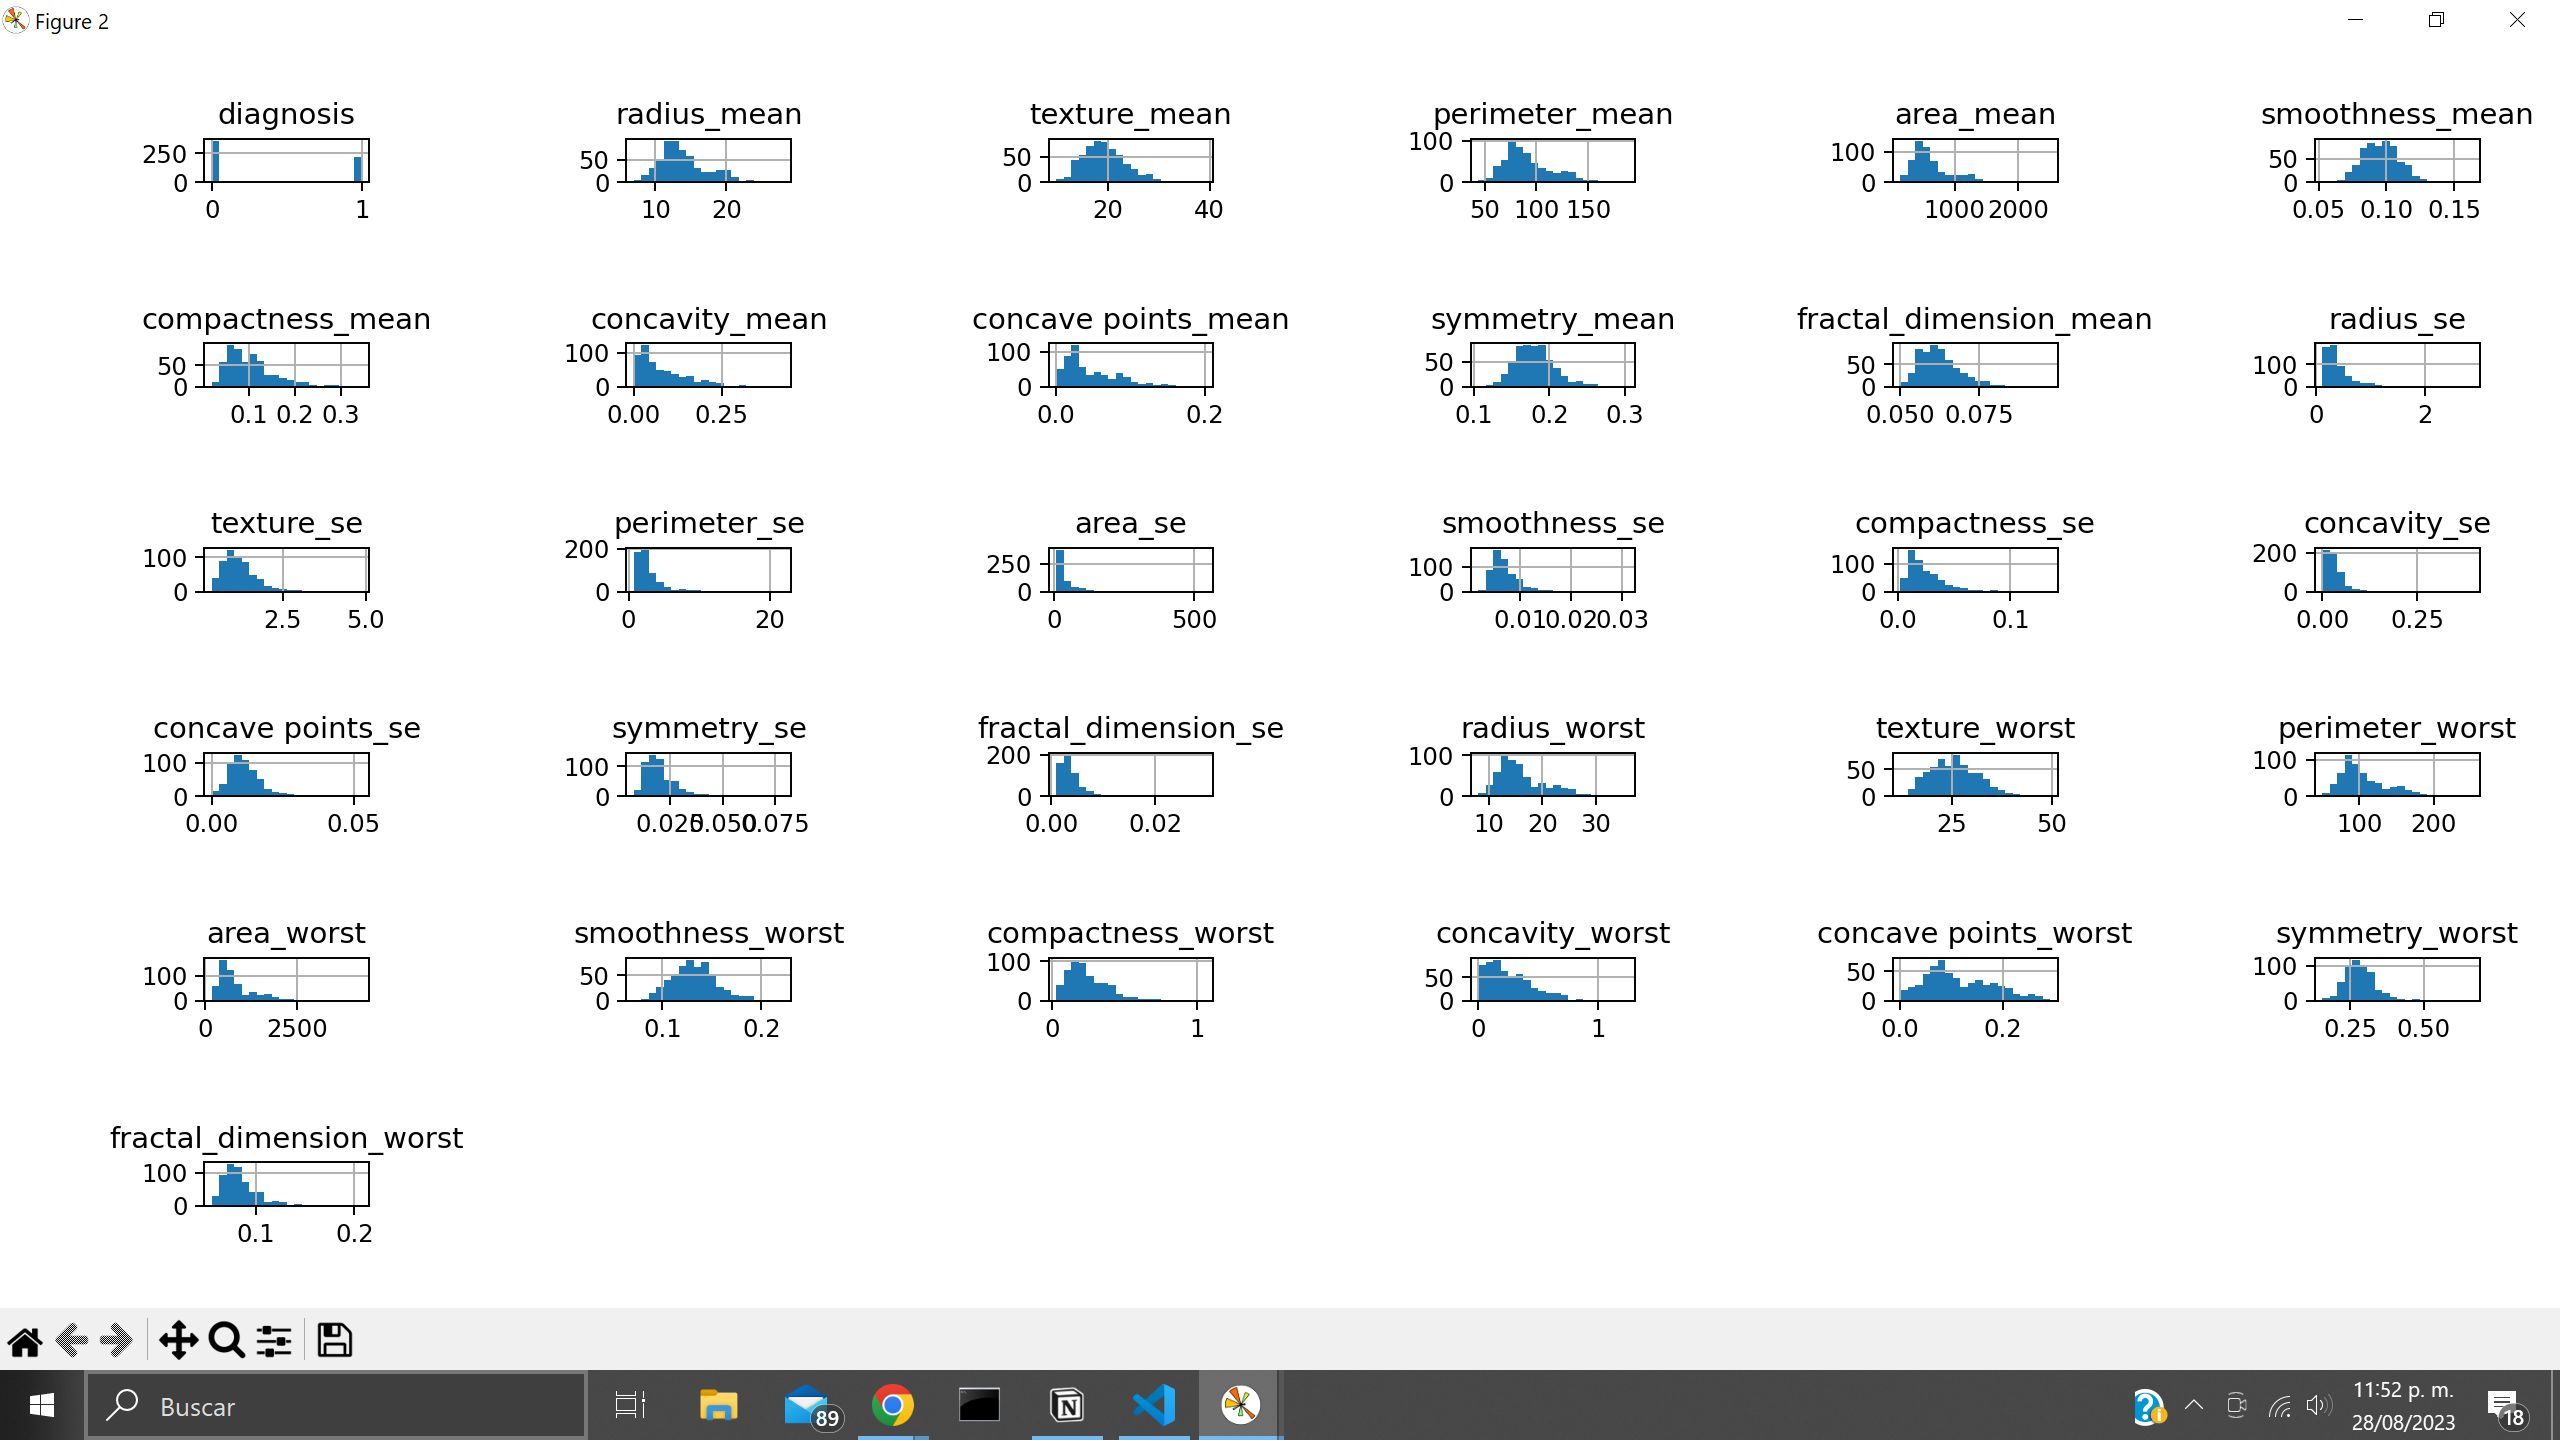 Figure 2
diagnosis
250
0
0 1
radius_mean
50
0
10 20
texture_mean
50
0
20 40
perimeter_mean
100
0
50 100 150
area_mean
100
0
1000 2000
smoothness_mean
50
0
0.05 0.10 0.15
compactness_mean
50
0
0.1 0.2 0.3
concavity_mean
100
0
0.00 0.25
concave points_mean
100
0
0.0 0.2
symmetry_mean
50
0
0.1 0.2 0.3
fractal_dimension_mean
50
0
0.050 0.075
radius_se
100
0
0 2
texture_se
100
0
2.5 5.0
perimeter_se
200
0
0 20
area_se
250
0
0 500
smoothness_se
100
0
0.01 0.02 0.03
compactness_se
100
0
0.0 0.1
concavity_se
200
0
0.00 0.25
concave points_se
100
0
0.00 0.05
symmetry_se
100
0
0.025 0.050 0.075
fractal_dimension_se
200
0
0.00 0.02
radius_worst
100
0
10 20 30
texture_worst
50
0
25 50
perimeter_worst
100
0
100 200
area_worst
100
0
0 2500
smoothness_worst
50
0
0.1 0.2
compactness_worst
100
0
0 1
concavity_worst
50
0
0 1
concave points_worst
50
0
0.0 0.2
symmetry_worst
100
0
0.25 0.50
fractal_dimension_worst
100
0
0.1 0.2
Buscar
89
11:52 p. m.
28/08/2023
18